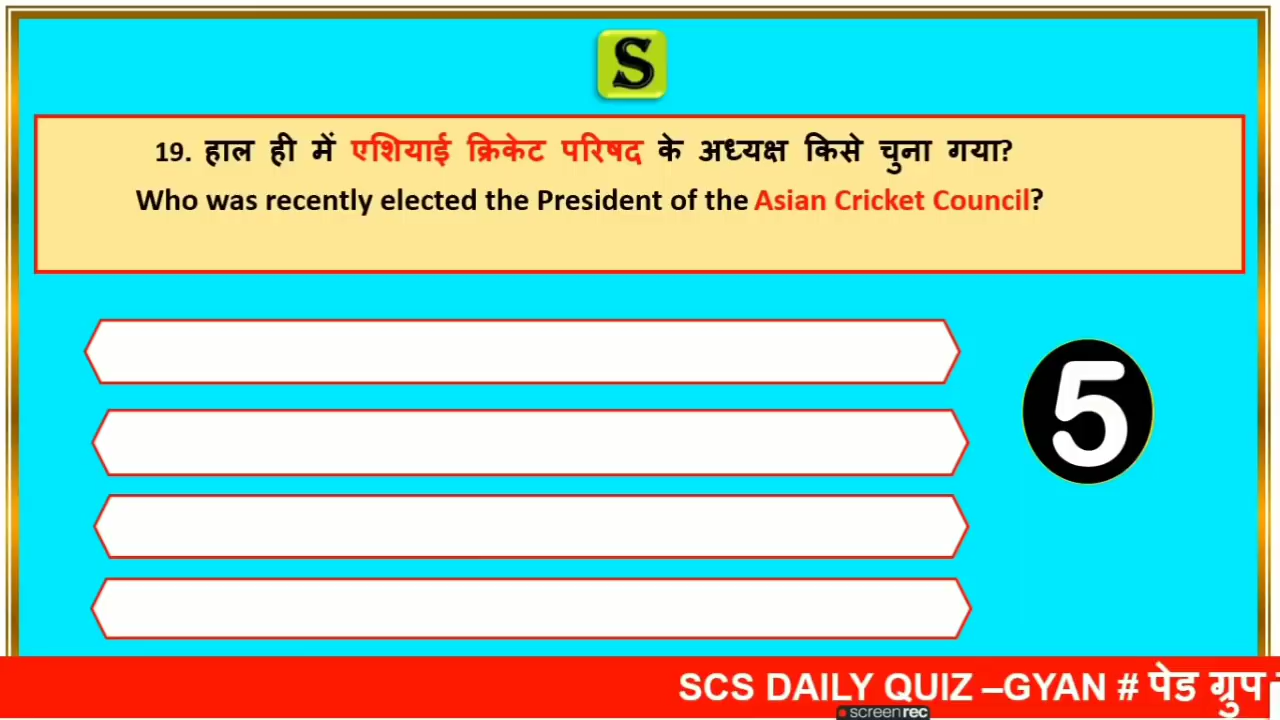 S
19. हाल ही में एशियाई क्रिकेट परिषद के अध्यक्ष किसे चुना गया?
Who was recently elected the President of the Asian Cricket Council?
5
SCS DAILY QUIZ –GYAN # पेड ग्रुप
screenrec